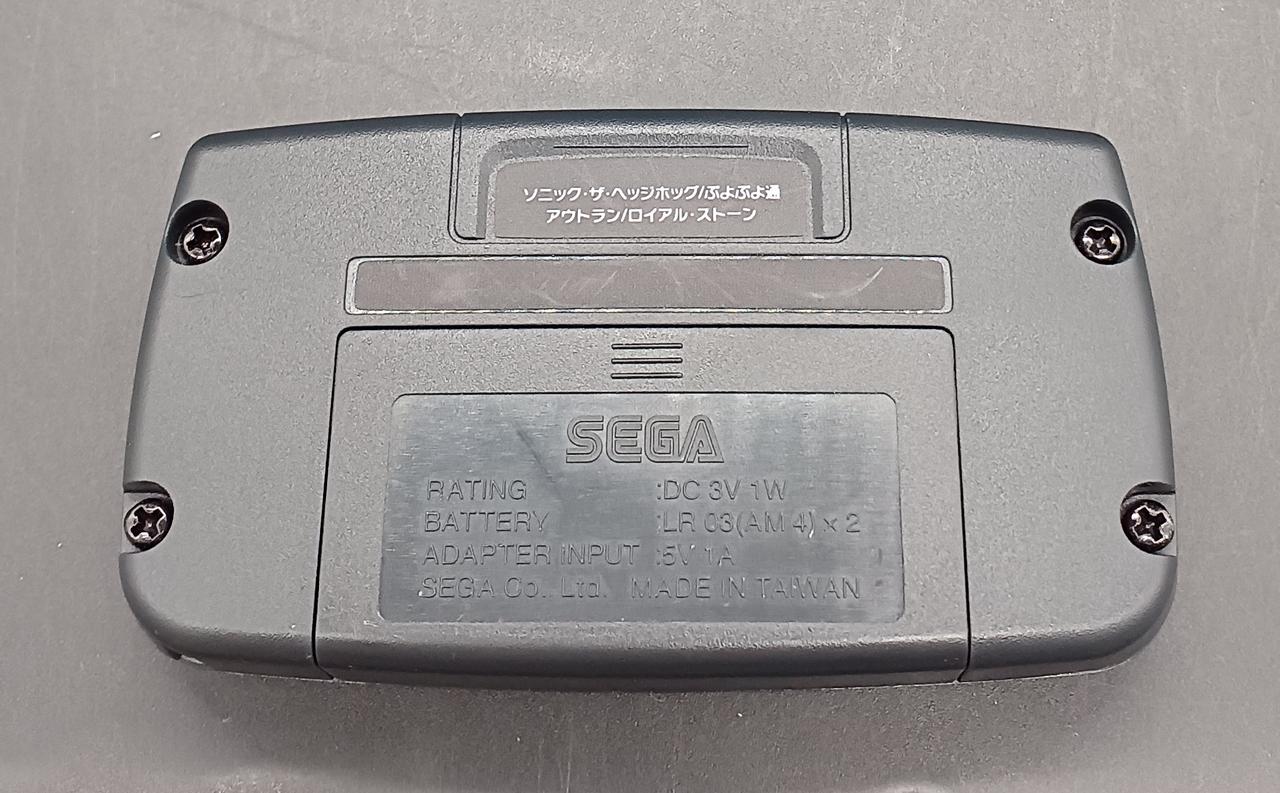 ソニック・ザ・ヘッジホッグ/ぷよぷよ通
アウトラン/ロイアル・ストーン
SEGA
RATING :DC 3V 1W
BATTERY :LR 03(AM 4) × 2
ADAPTER INPUT :5V 1A
SEGA Co., Ltd. MADE IN TAIWAN